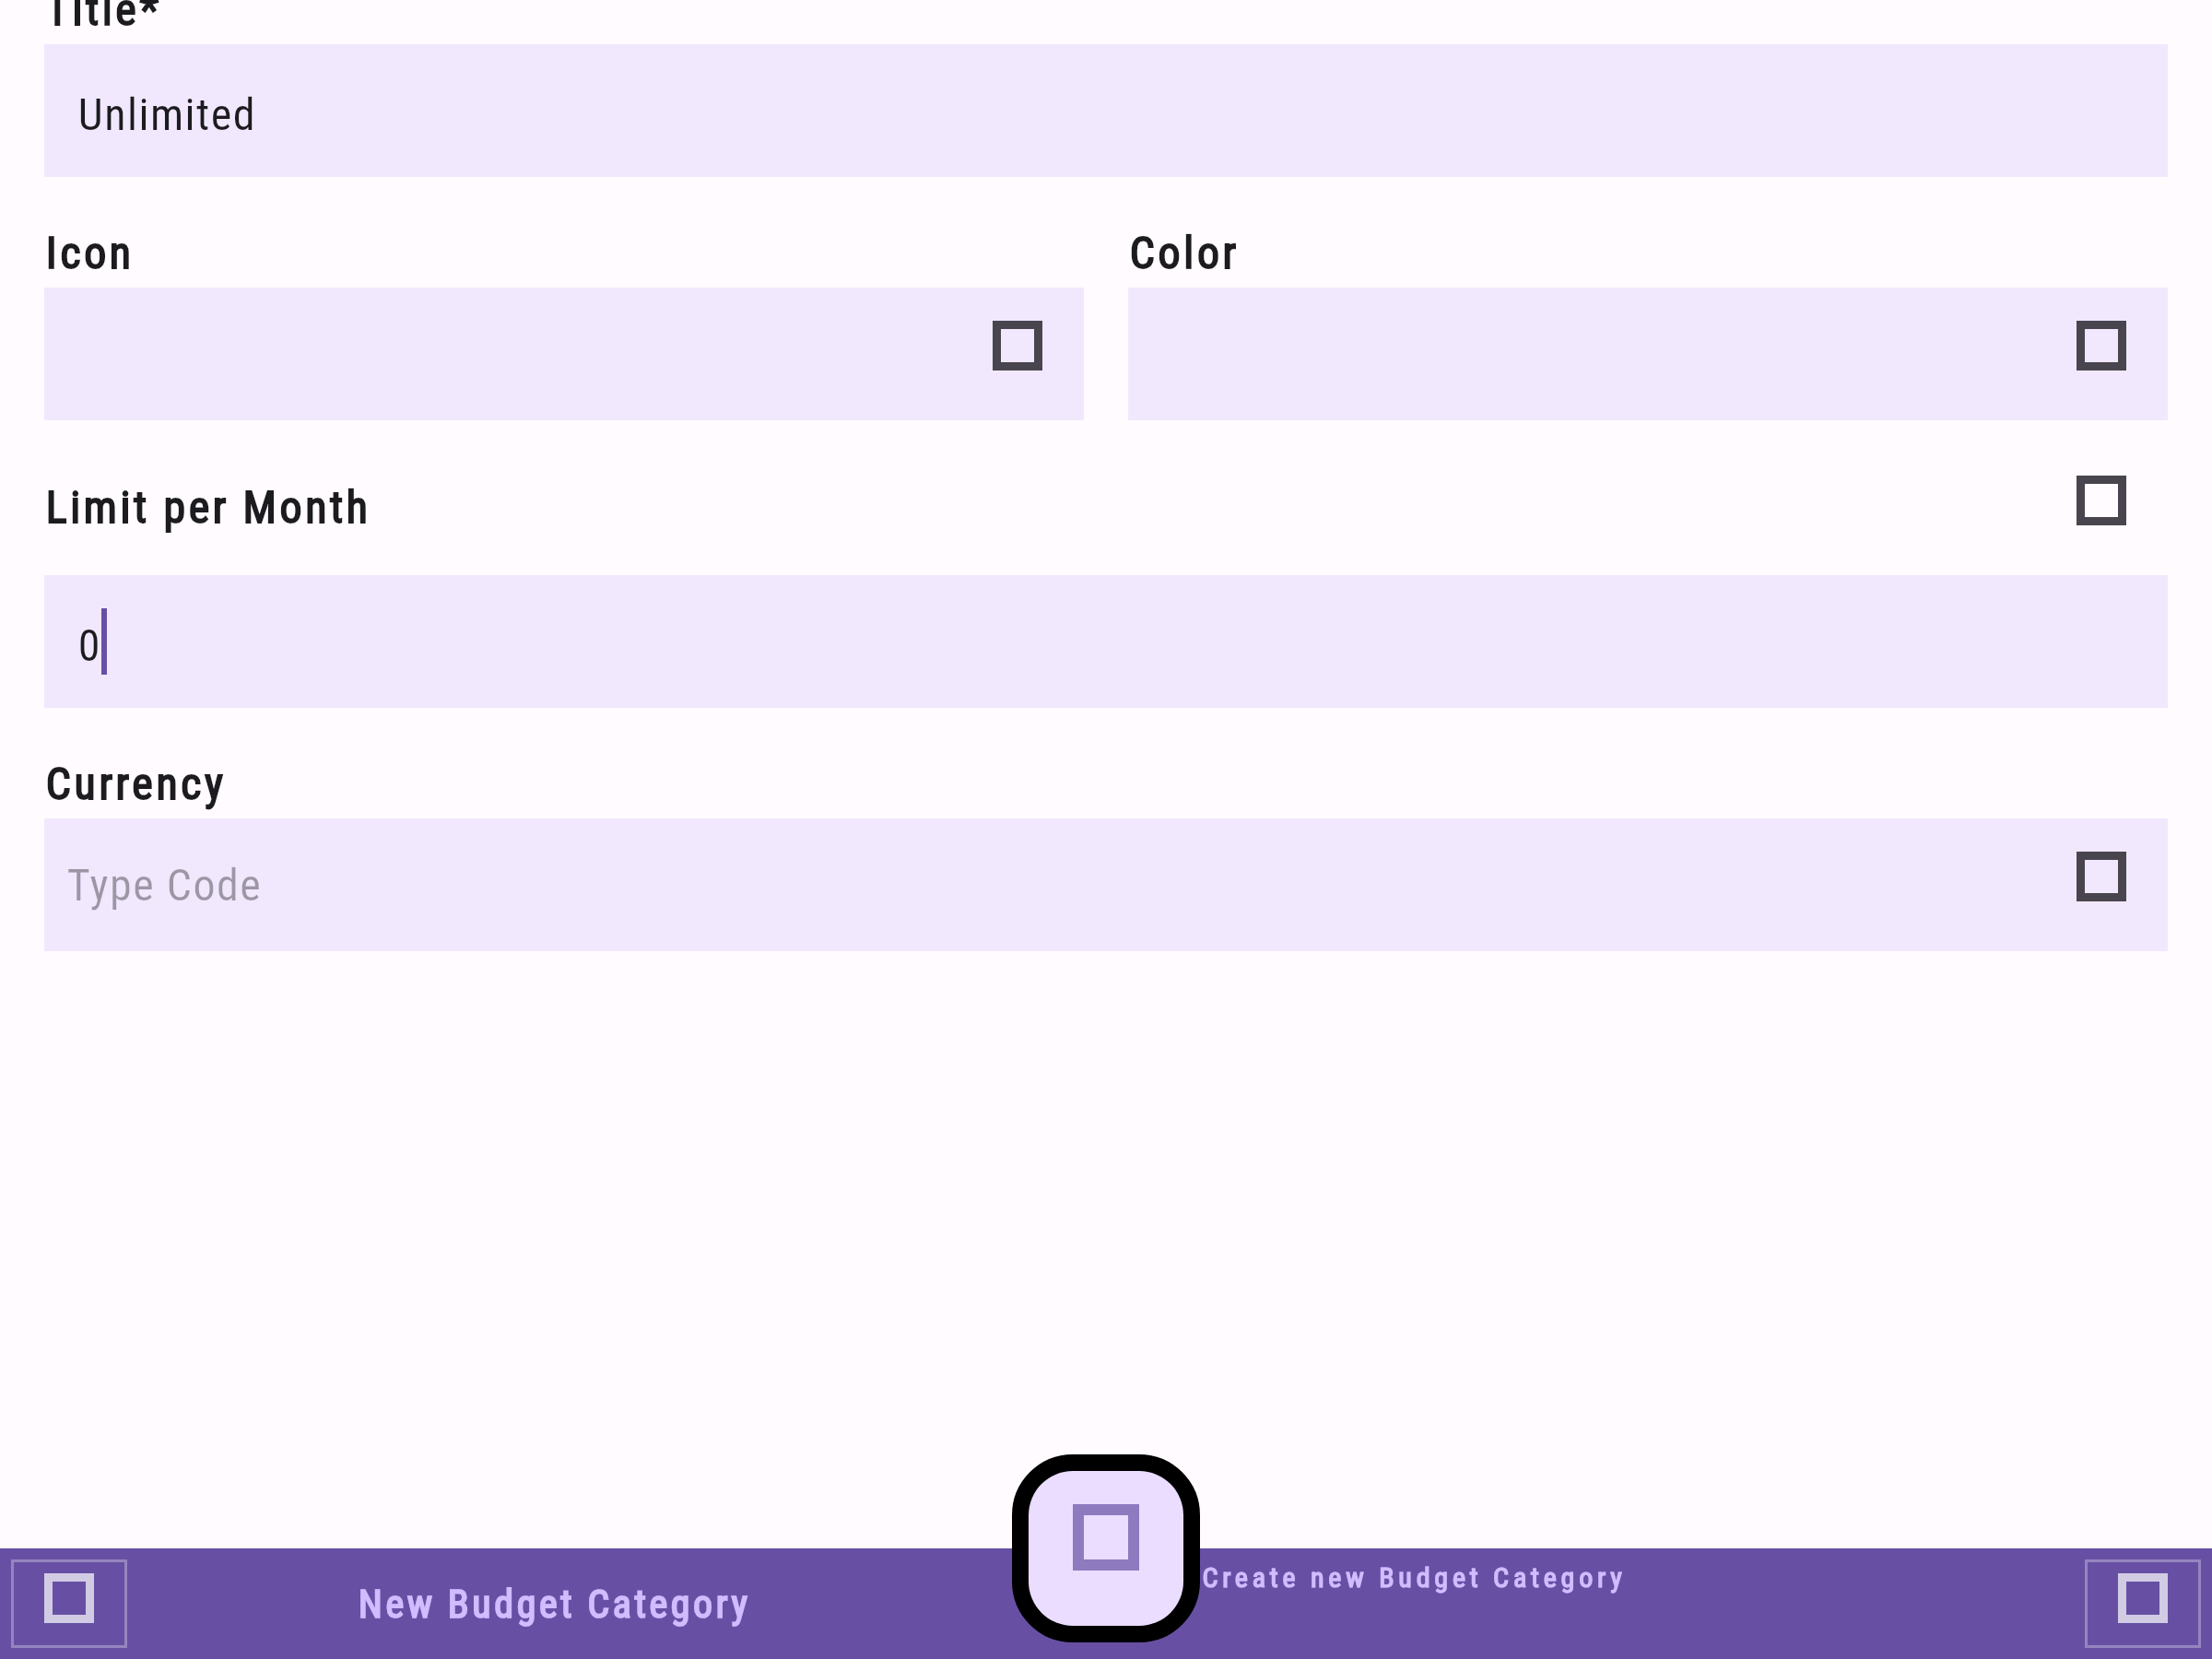 Title*
Unlimited
Icon
Color
Limit per Month
0
Currency
Type Code
New Budget Category
Create new Budget Category